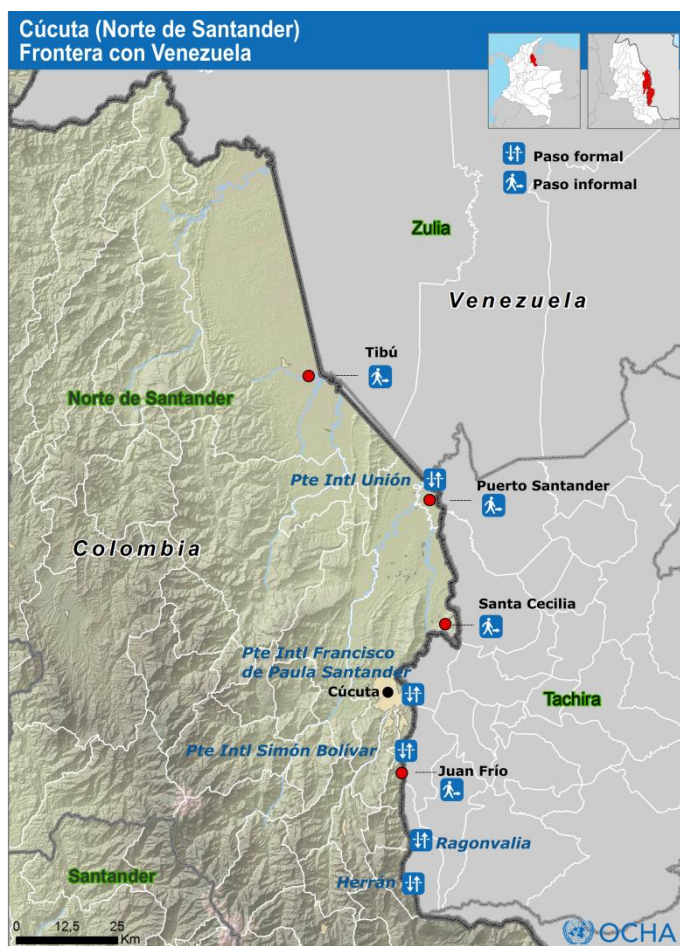 Cúcuta (Norte de Santander)
Frontera con Venezuela
Paso formal
Paso informal
Zulia
Venezuela
Tibú
Norte de Santander
Pte Intl Unión
Puerto Santander
Colombia
Santa Cecilia
Pte Intl Francisco
de Paula Santander
Cúcuta
Tachira
Pte Intl Simón Bolívar
Juan Frío
Ragonvalia
Santander
Herrán
0 12,5 25
Km
OCHA